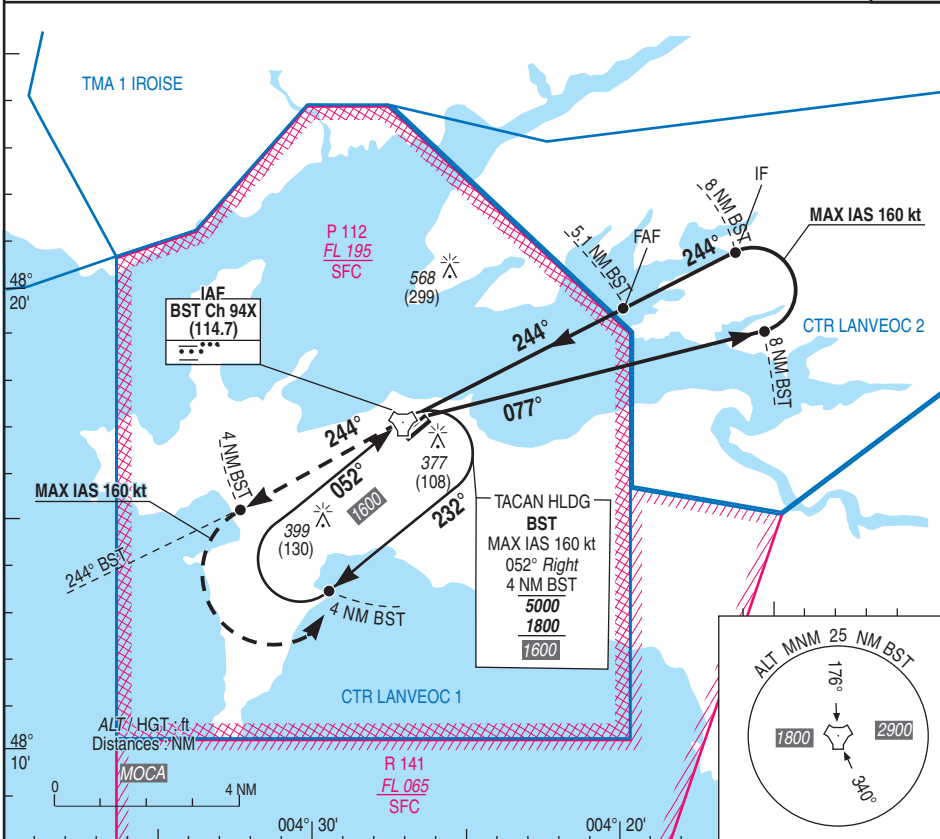 TMA 1 IROISE
P 112
FL 195
SFC
568
(299)
IAF
BST Ch 94X
(114.7)
IF
8 NM BST
FAF
5.1 NM BST
244°
MAX IAS 160 kt
48°
20'
244°
CTR LANVEOC 2
8 NM BST
077°
244°
4 NM BST
052°
377
(108)
MAX IAS 160 kt
1600
232°
399
(130)
244° BST
4 NM BST
TACAN HLDG
BST
MAX IAS 160 kt
052° Right
4 NM BST
5000
1800
1600
CTR LANVEOC 1
ALT / HGT : ft
Distances : NM
MOCA
48°
10'
0
4 NM
R 141
FL 065
SFC
004° 30'
004° 20'
ALT MNM 25 NM BST
176°
1800
2900
340°